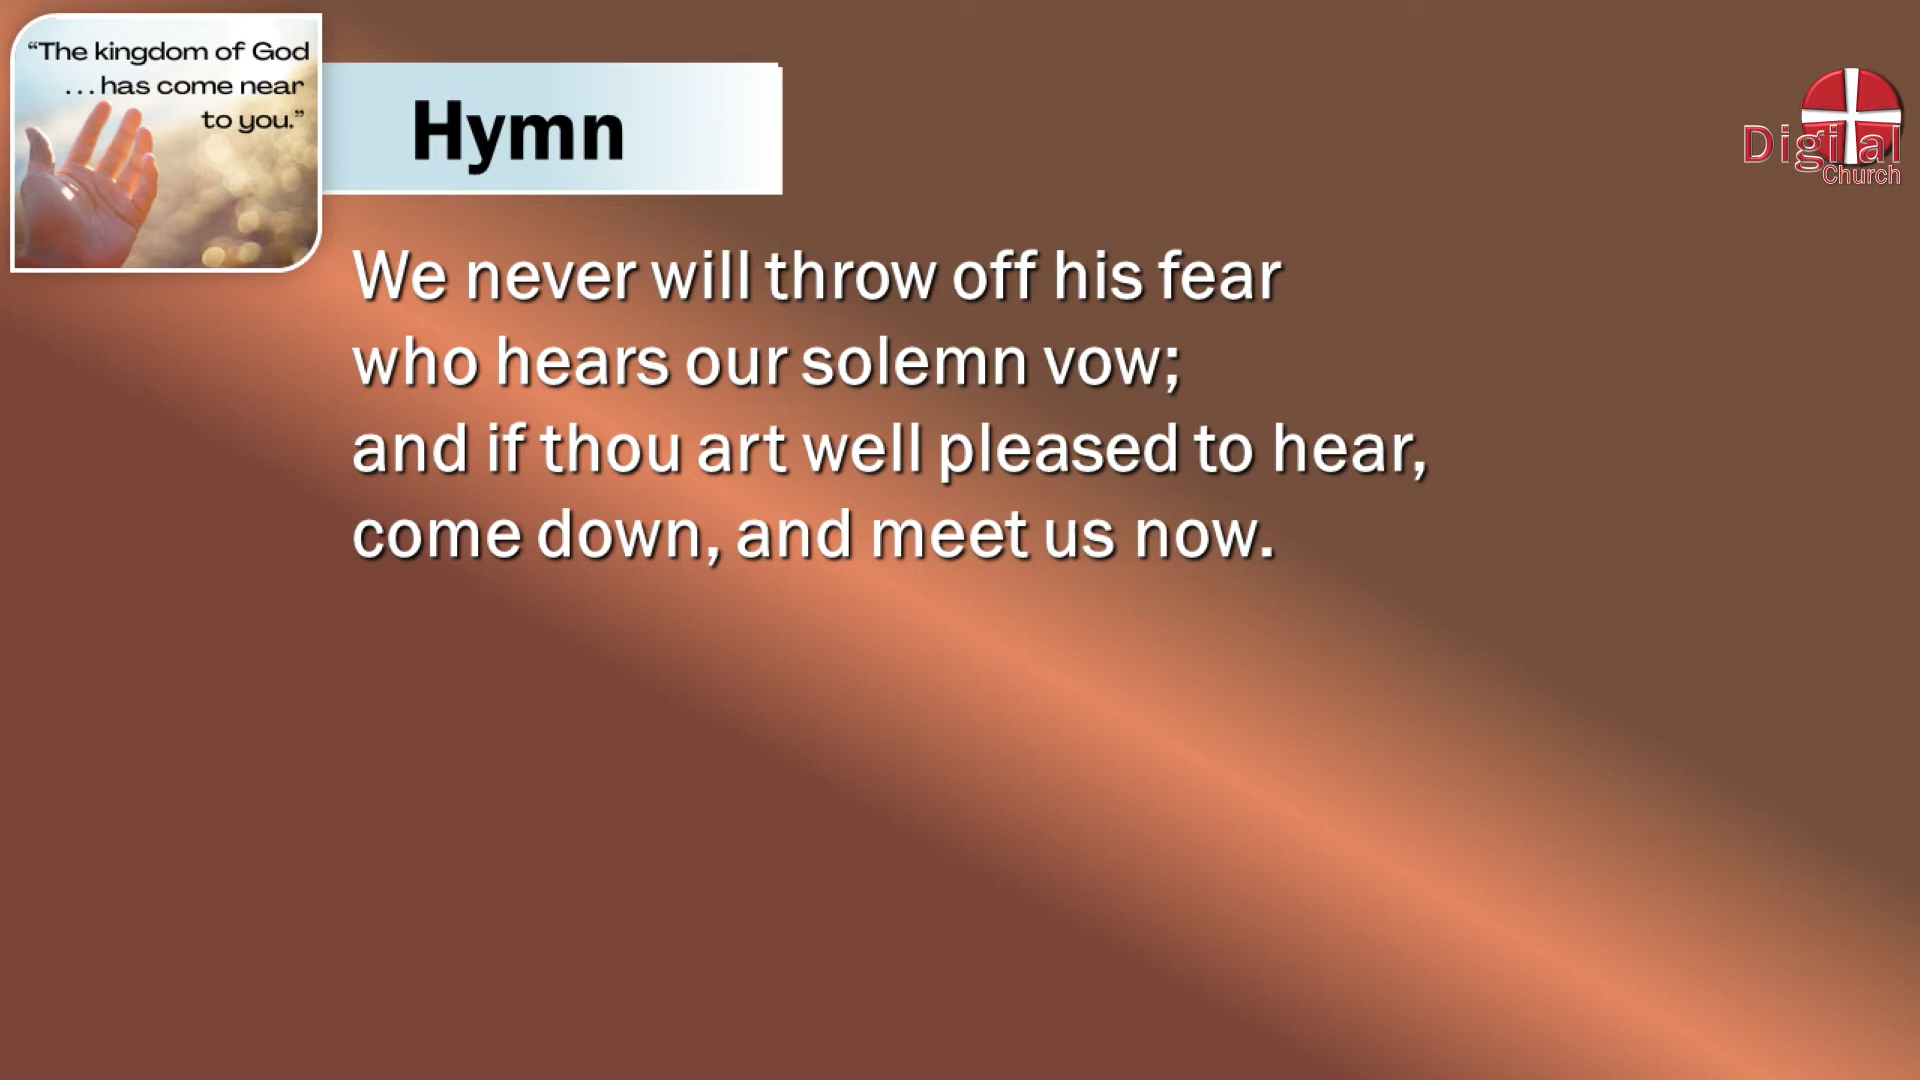 “The kingdom of God
...has come near
to you.”
Hymn
Digital
Church
We never will throw off his fear
who hears our solemn vow;
and if thou art well pleased to hear,
come down, and meet us now.